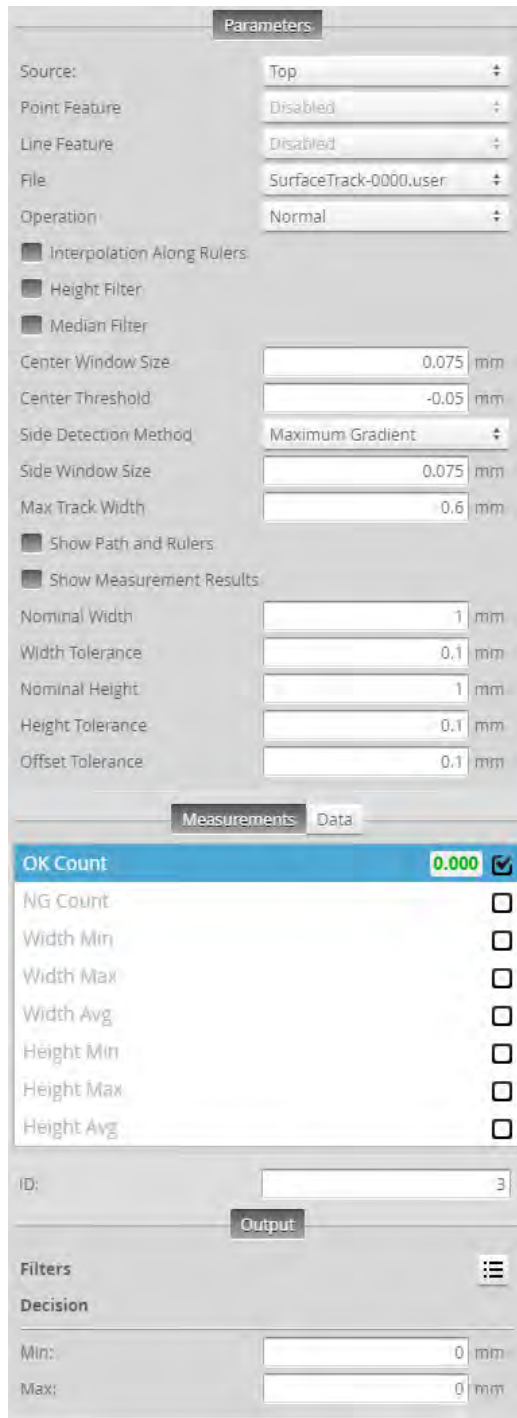 Parameters
Source: Top
Point Feature Disabled
Line Feature Disabled
File SurfaceTrack-0000.user
Operation Normal
Interpolation Along Rulers
Height Filter
Median Filter
Center Window Size 0.075 mm
Center Threshold -0.05 mm
Side Detection Method Maximum Gradient
Side Window Size 0.075 mm
Max Track Width 0.6 mm
Show Path and Rulers
Show Measurement Results
Nominal Width 1 mm
Width Tolerance 0.1 mm
Nominal Height 1 mm
Height Tolerance 0.1 mm
Offset Tolerance 0.1 mm
Measurements Data
OK Count 0.000
NG Count
Width Min
Width Max
Width Avg
Height Min
Height Max
Height Avg
ID: 3
Output
Filters
Decision
Min: 0 mm
Max: 0 mm